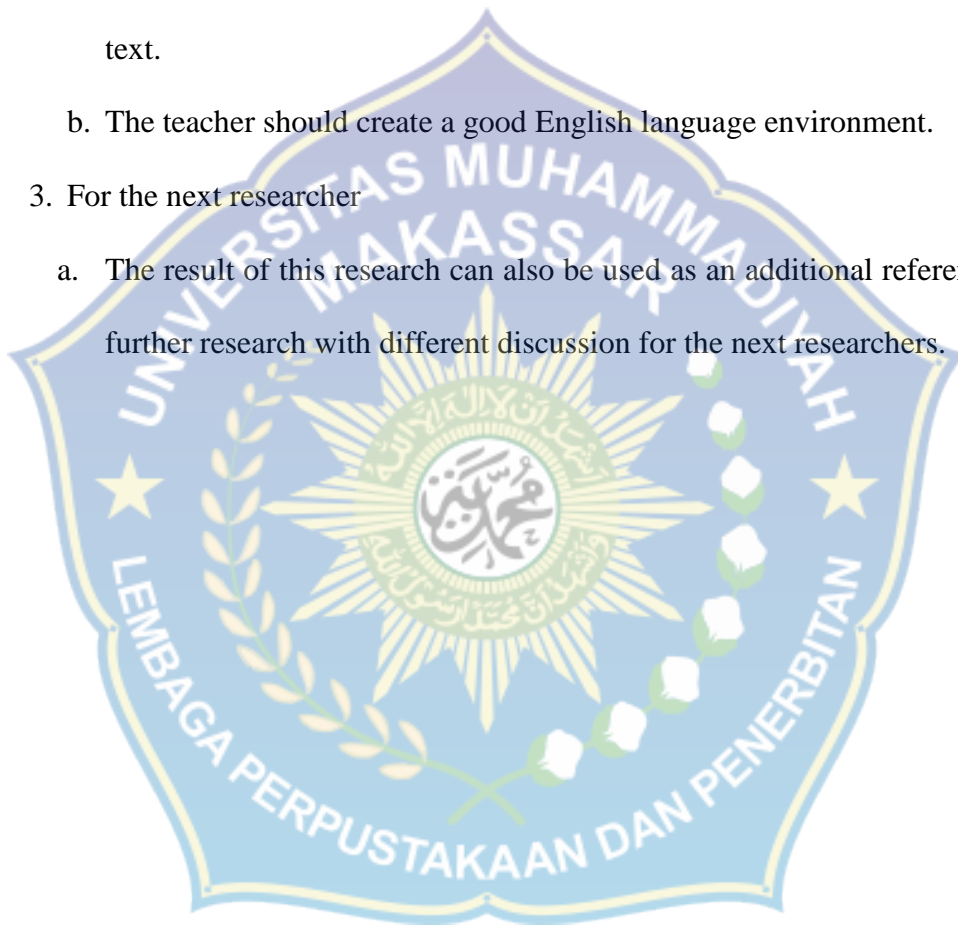 text.
b. The teacher should create a good English language environment.
3. For the next researcher
a. The result of this research can also be used as an additional refere
further research with different discussion for the next researchers.
UNIVERSITAS MUHAMMADIYAH
MAKASSAR
LEMBAGA PERPUSTAKAAN DAN PENERBITAN